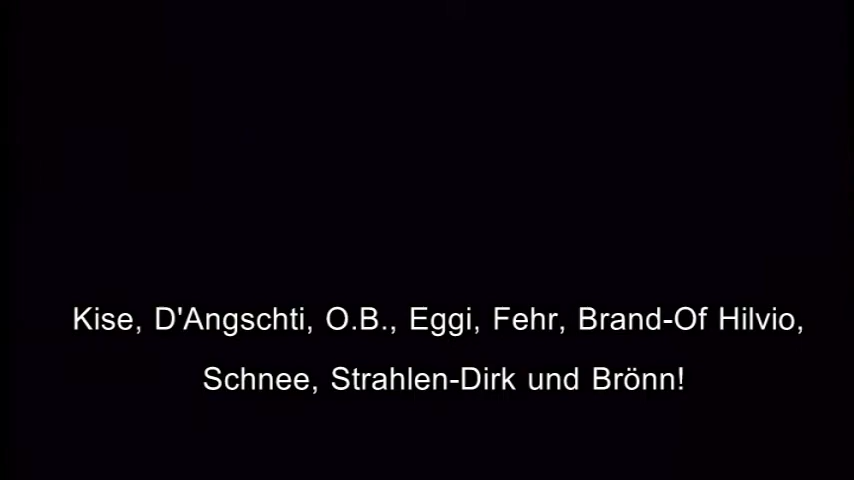 Kise, D'Angschti, O.B., Eggi, Fehr, Brand-Of Hilvio,
Schnee, Strahlen-Dirk und Brönn!